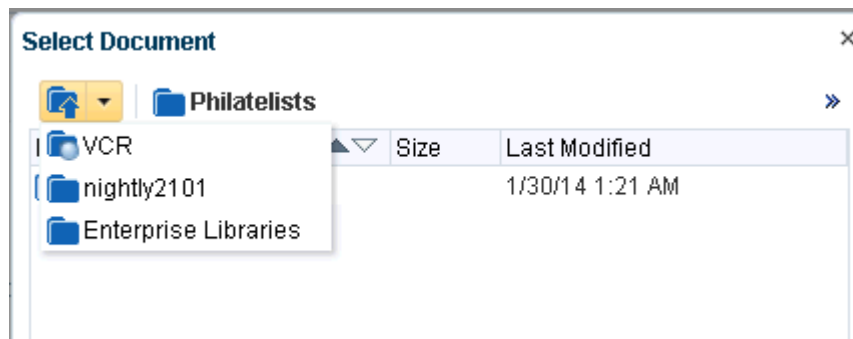 Select Document
Philatelists
VCR Size Last Modified
nightly2101 1/30/14 1:21 AM
Enterprise Libraries